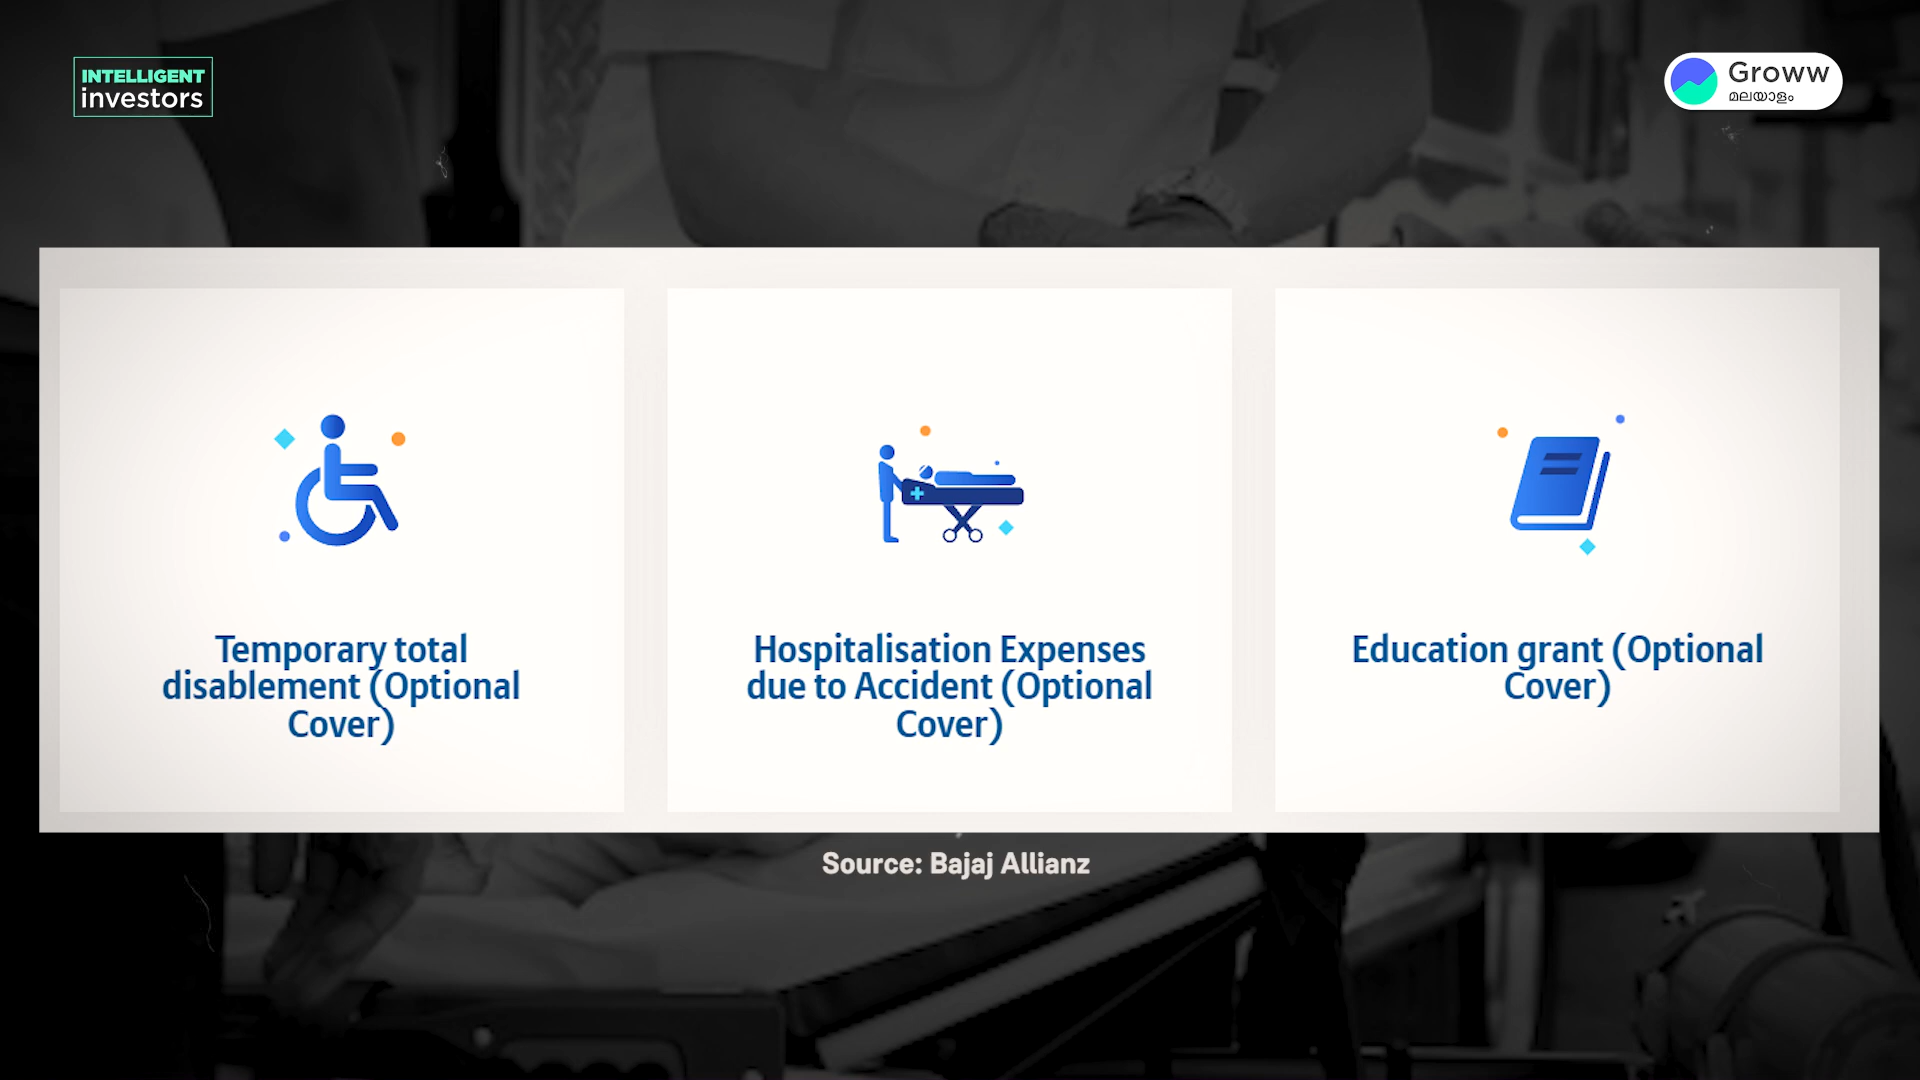 INTELLIGENT
investors
Groww
മലയാളം
Temporary total
disablement (Optional
Cover)
Hospitalisation Expenses
due to Accident (Optional
Cover)
Education grant (Optional
Cover)
Source: Bajaj Allianz